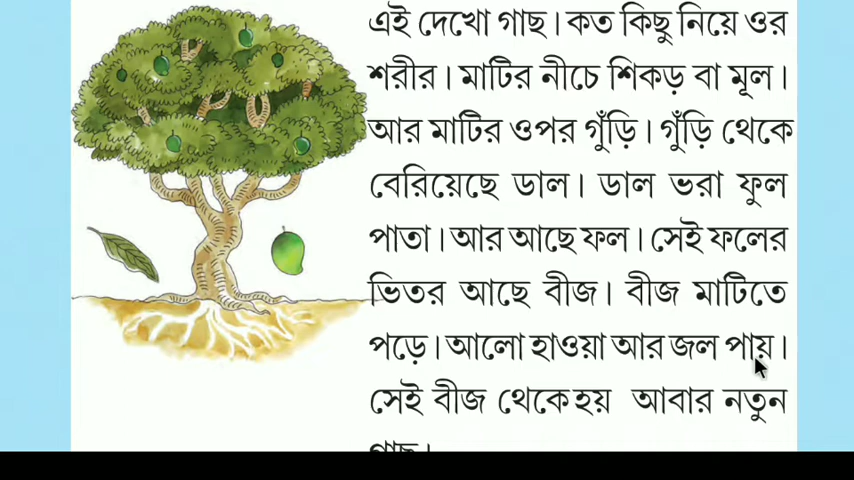 এই দেখো গাছ। কত কিছু নিয়ে ওর
শরীর। মাটির নীচে শিকড় বা মূল।
আর মাটির ওপর গুঁড়ি। গুঁড়ি থেকে
বেরিয়েছে ডাল। ডাল ভরা ফুল
পাতা। আর আছে ফল। সেই ফলের
ভিতর আছে বীজ। বীজ মাটিতে
পড়ে। আলো হাওয়া আর জল পায়।
সেই বীজ থেকে হয় আবার নতুন
গাছ।